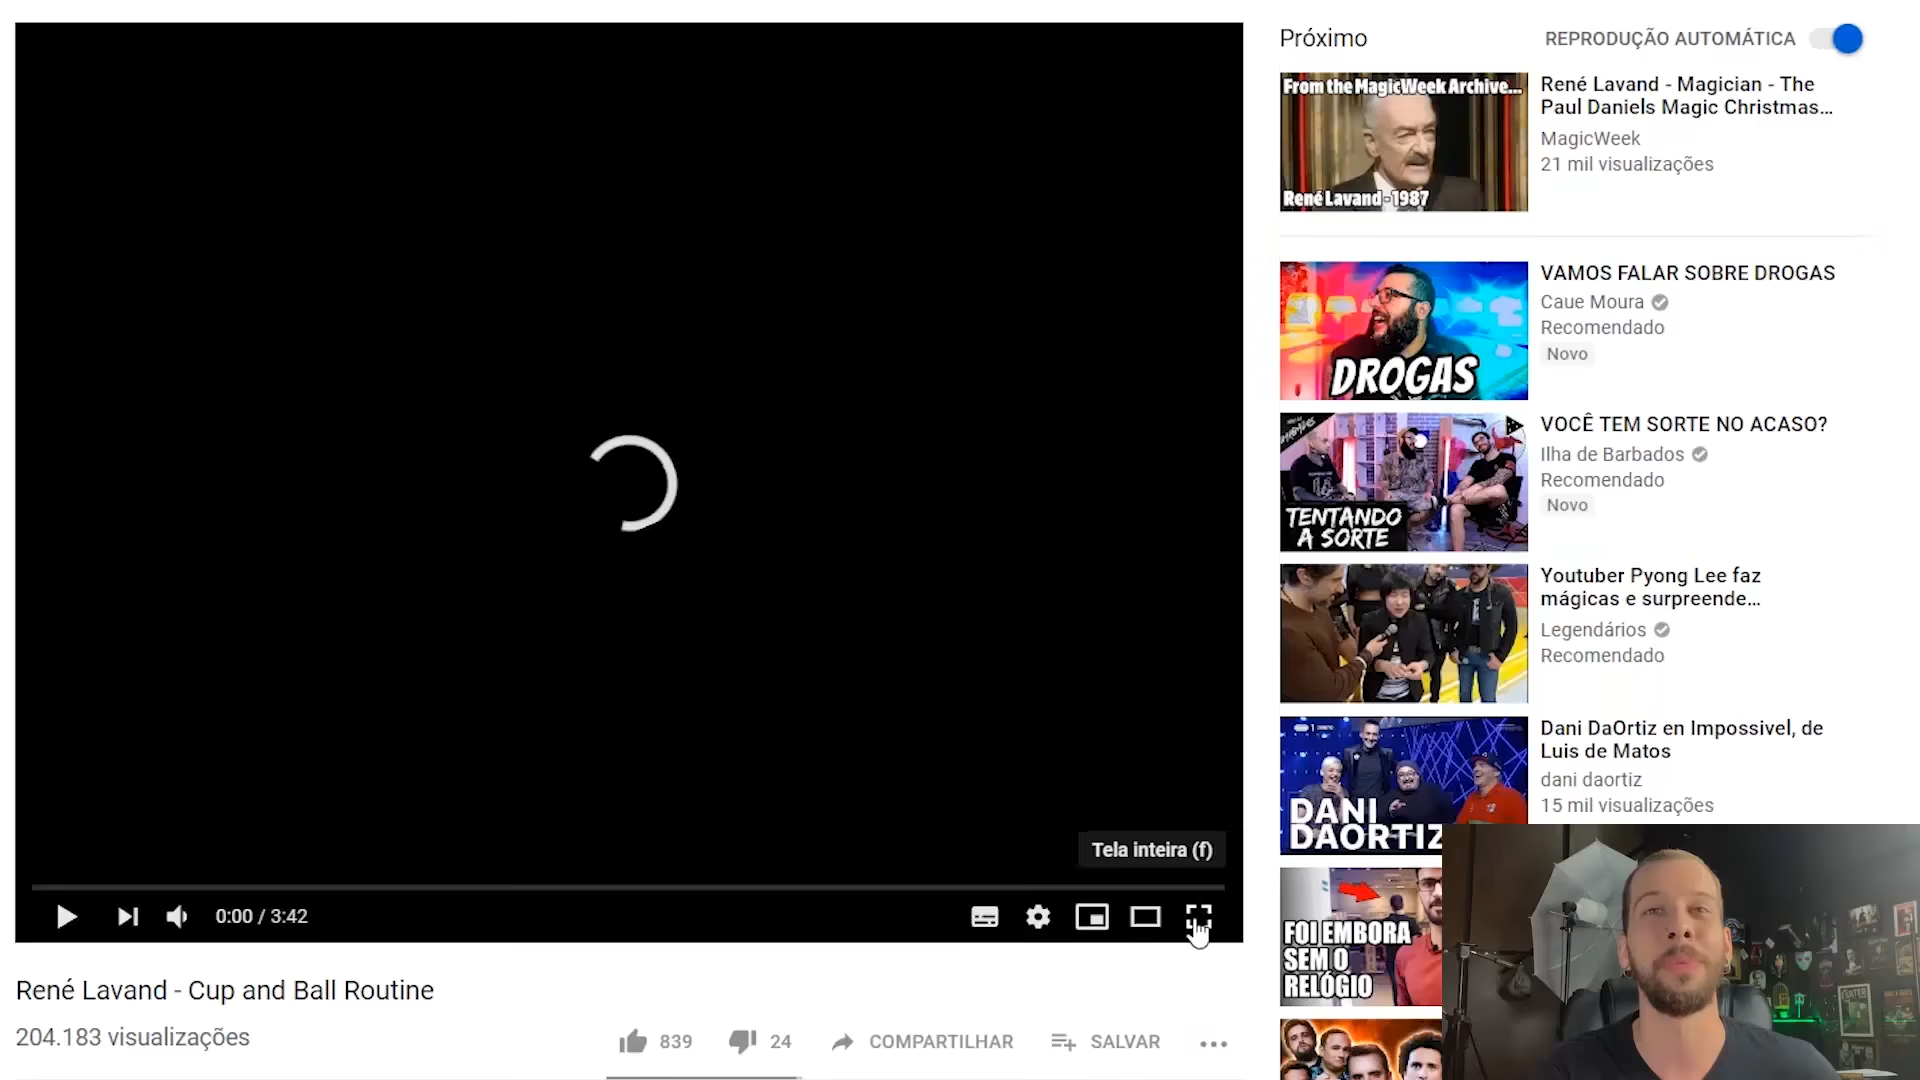 Tela inteira (f)
0:00 / 3:42
René Lavand - Cup and Ball Routine
204.183 visualizações
839
24
COMPARTILHAR
SALVAR
Próximo
REPRODUÇÃO AUTOMÁTICA
From the MagicWeek Archive...
René Lavand - 1987
René Lavand - Magician - The
Paul Daniels Magic Christmas...
MagicWeek
21 mil visualizações
DROGAS
VAMOS FALAR SOBRE DROGAS
Caue Moura
Recomendado
Novo
TENTANDO
A SORTE
VOCÊ TEM SORTE NO ACASO?
Ilha de Barbados
Recomendado
Novo
Youtuber Pyong Lee faz
mágicas e surpreende...
Legendários
Recomendado
DANI
DAORTIZ
Dani DaOrtiz en Impossivel, de
Luis de Matos
dani daortiz
15 mil visualizações
FOI EMBORA
SEM O
RELÓGIO